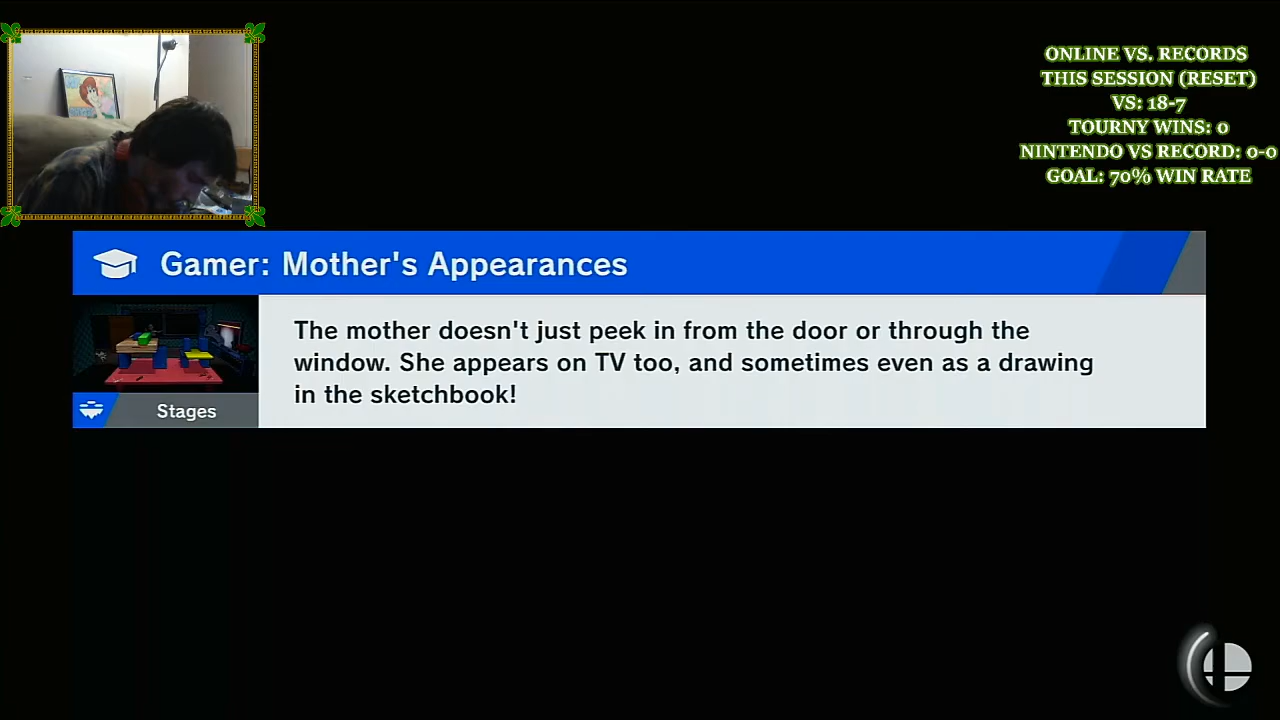 ONLINE VS. RECORDS
THIS SESSION (RESET)
VS: 18-7
TOURNY WINS: 0
NINTENDO VS RECORD: 0-0
GOAL: 70% WIN RATE
Gamer: Mother's Appearances
The mother doesn't just peek in from the door or through the
window. She appears on TV too, and sometimes even as a drawing
in the sketchbook!
Stages